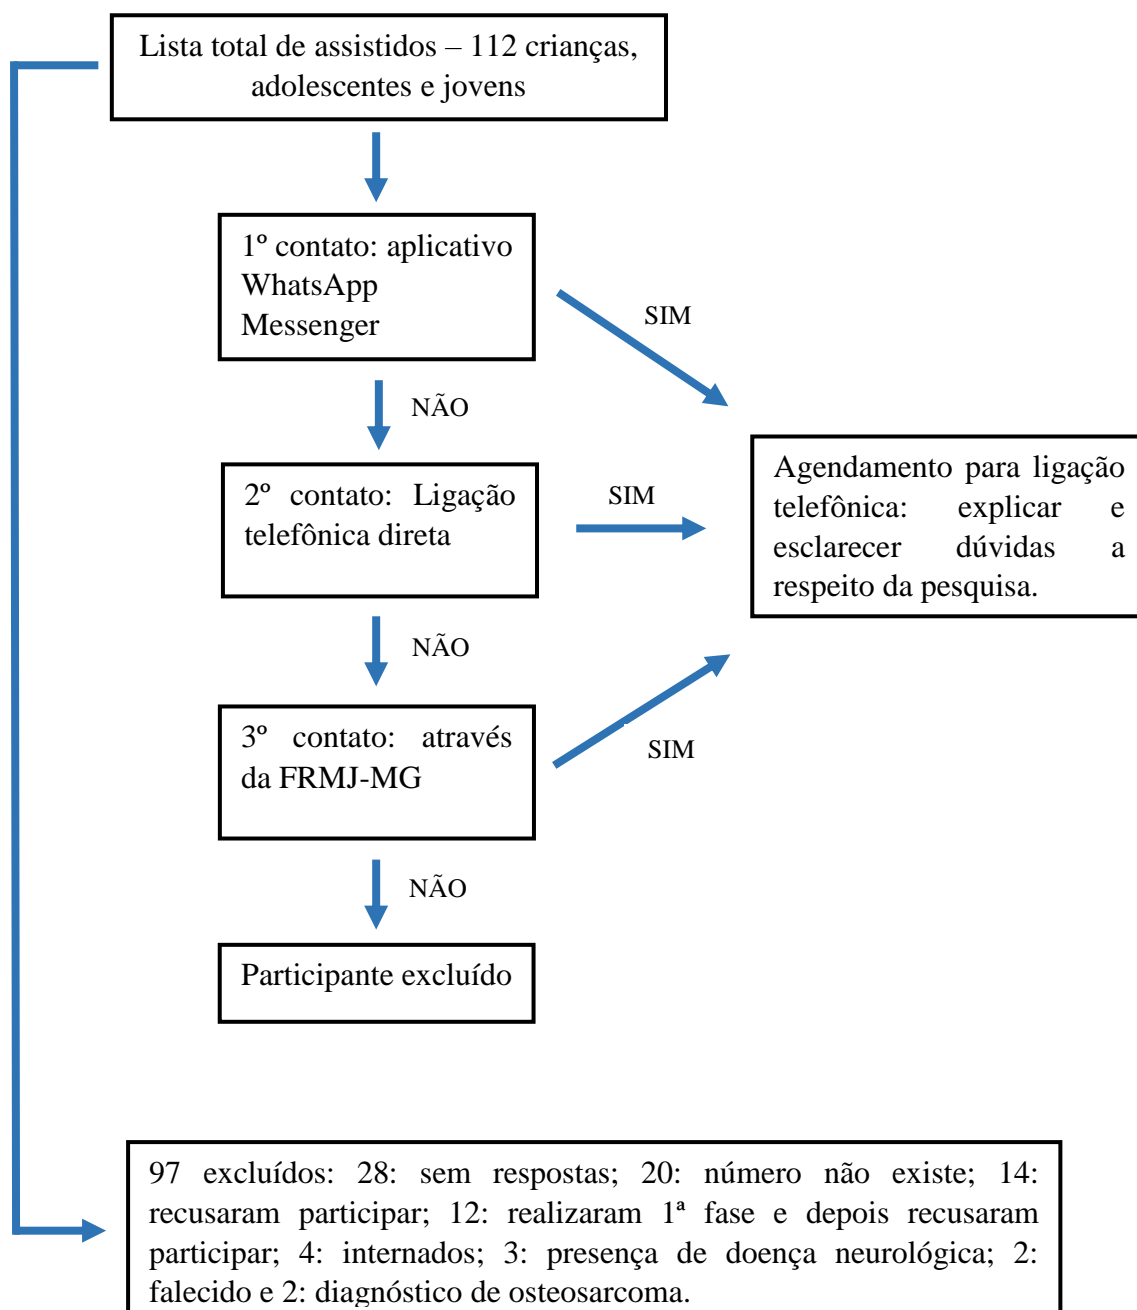 Lista total de assistidos – 112 crianças,
adolescentes e jovens
1º contato: aplicativo
WhatsApp
Messenger
SIM
NÃO
2º contato: Ligação
telefônica direta
SIM
Agendamento para ligação
telefônica: explicar e
esclarecer dúvidas a
respeito da pesquisa.
NÃO
3º contato: através
da FRMJ-MG
SIM
NÃO
Participante excluído
97 excluídos: 28: sem respostas; 20: número não existe; 14:
recusaram participar; 12: realizaram 1ª fase e depois recusaram
participar; 4: internados; 3: presença de doença neurológica; 2:
falecido e 2: diagnóstico de osteosarcoma.